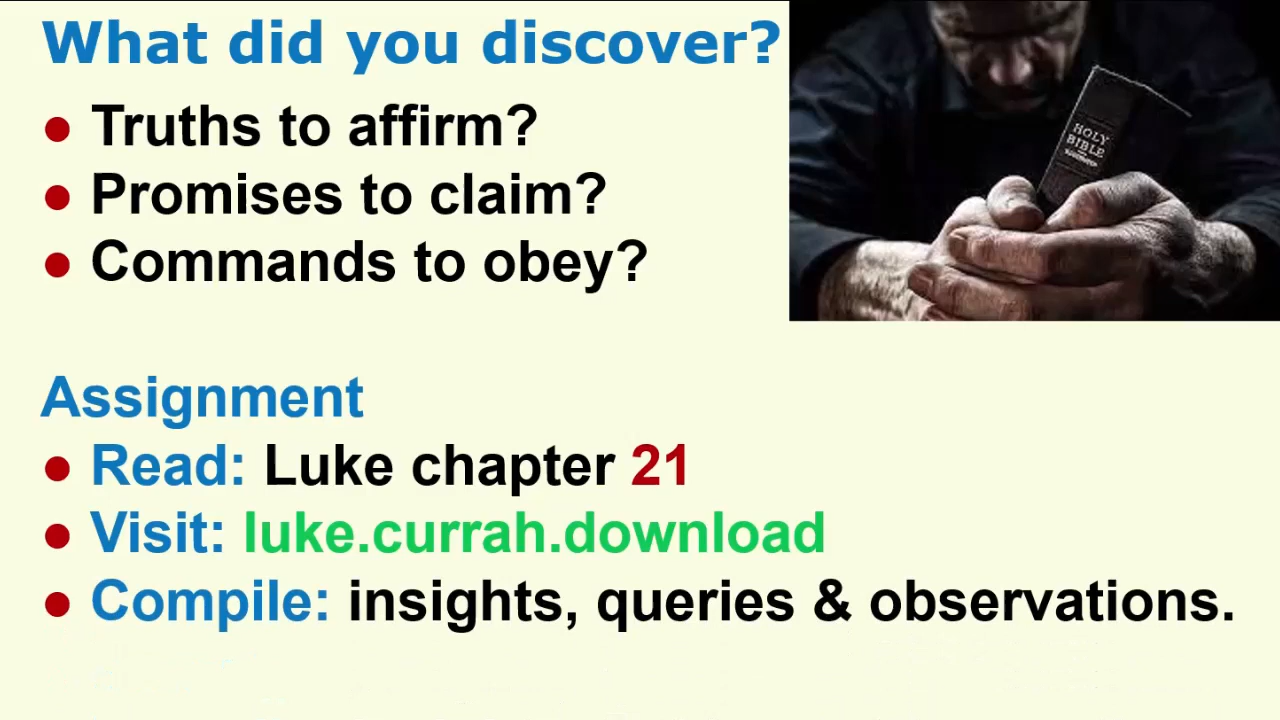 What did you discover?
● Truths to affirm?
● Promises to claim?
● Commands to obey?
HOLY
BIBLE
Assignment
● Read: Luke chapter 21
● Visit: luke.currah.download
● Compile: insights, queries & observations.